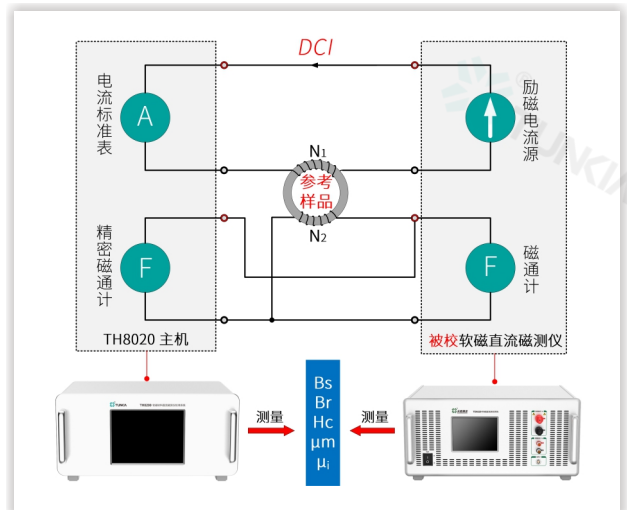 DCI
电流标准表
A
励磁电流源
N1
参考
样品
N2
精密磁通计
F
F
磁通计
TH8020 主机
被校软磁直流磁测仪
Bs
Br
Hc
μm
μi
测量
测量
TUNKIA
TUNKIA